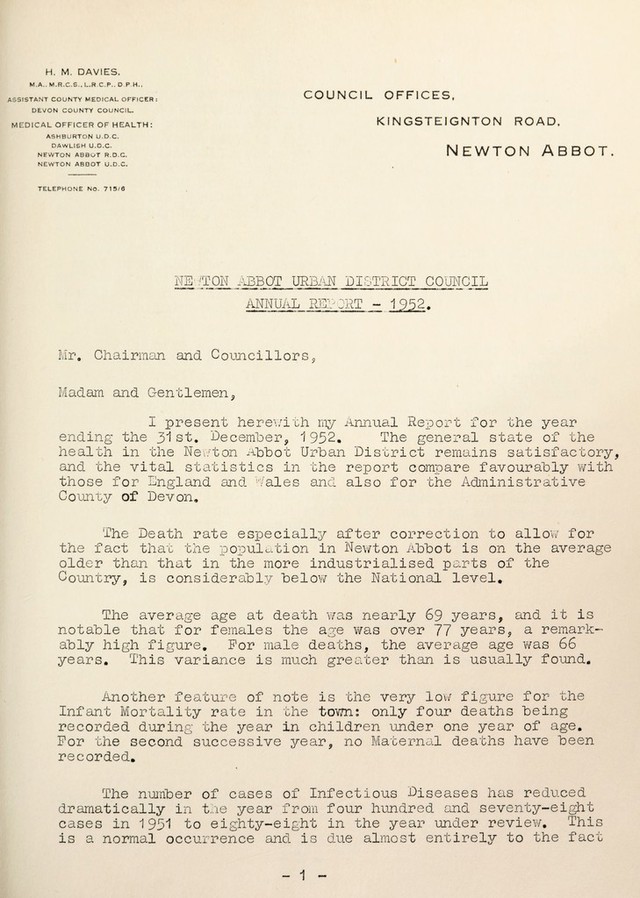 H. M. DAVIES,
M.A., M.R.C.S., L.R.C.P., D.P.H.,
ASSISTANT COUNTY MEDICAL OFFICER:
DEVON COUNTY COUNCIL.
MEDICAL OFFICER OF HEALTH:
ASHBURTON U.D.C.
DAWLISH U.D.C.
NEWTON ABBOT R.D.C.
NEWTON ABBOT U.D.C.
TELEPHONE No. 715/6
COUNCIL OFFICES,
KINGSTEIGNTON ROAD,
NEWTON ABBOT.
NEWTON ABBOT URBAN DISTRICT COUNCIL
ANNUAL REPORT - 1952.
Mr. Chairman and Councillors,
Madam and Gentlemen,
I present herewith my Annual Report for the year
ending the 31st. December, 1952. The general state of the
health in the Newton Abbot Urban District remains satisfactory,
and the vital statistics in the report compare favourably with
those for England and Wales and also for the Administrative
County of Devon.
The Death rate especially after correction to allow for
the fact that the population in Newton Abbot is on the average
older than that in the more industrialised parts of the
Country, is considerably below the National level.
The average age at death was nearly 69 years, and it is
notable that for females the age was over 77 years, a remark-
ably high figure. For male deaths, the average age was 66
years. This variance is much greater than is usually found.
Another feature of note is the very low figure for the
Infant Mortality rate in the town: only four deaths being
recorded during the year in children under one year of age.
For the second successive year, no Maternal deaths have been
recorded.
The number of cases of Infectious Diseases has reduced
dramatically in the year from four hundred and seventy-eight
cases in 1951 to eighty-eight in the year under review. This
is a normal occurrence and is due almost entirely to the fact
- 1 -